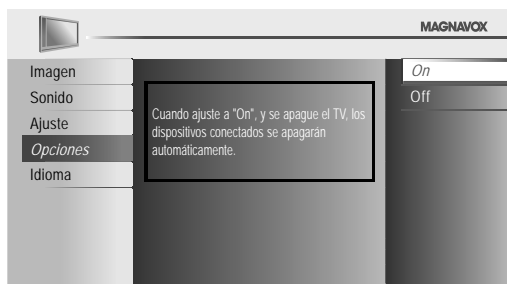 MAGNAVOX
Imagen
Sonido
Ajuste
Opciones
Idioma
Cuando ajuste a "On", y se apague el TV, los
dispositivos conectados se apagarán
automáticamente.
On
Off